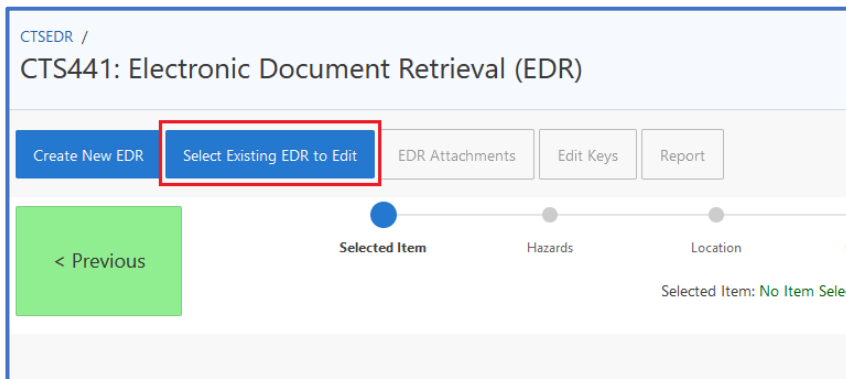 CTSEDR /
CTS441: Electronic Document Retrieval (EDR)
Create New EDR Select Existing EDR to Edit EDR Attachments Edit Keys Report
< Previous
Selected Item Hazards Location
Selected Item: No Item Sele